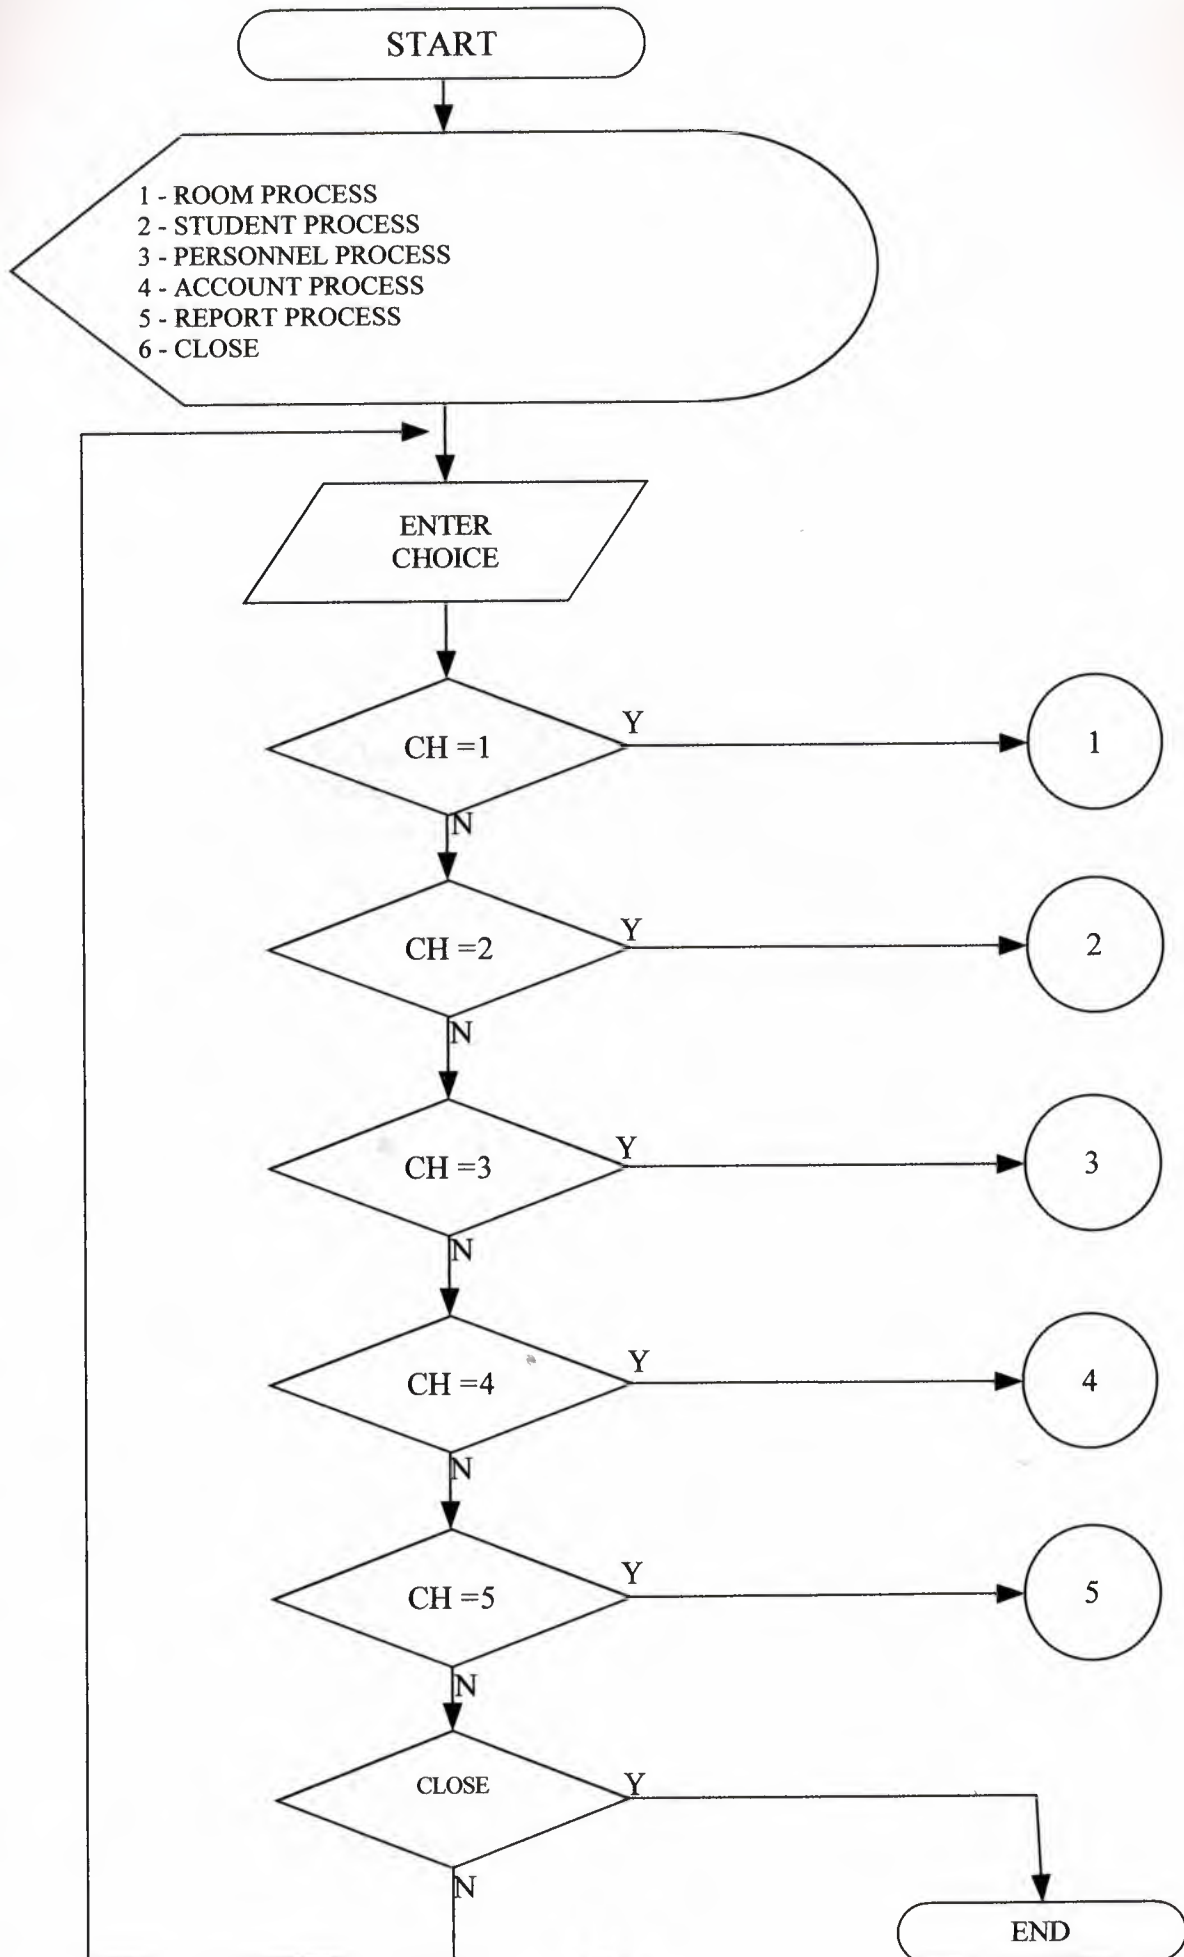 START
1 - ROOM PROCESS
2 - STUDENT PROCESS
3 - PERSONNEL PROCESS
4 - ACCOUNT PROCESS
5 - REPORT PROCESS
6 - CLOSE
ENTER
CHOICE
CH =1
Y
1
N
CH =2
Y
2
N
CH =3
Y
3
N
CH =4
Y
4
N
CH =5
Y
5
N
CLOSE
Y
N
END